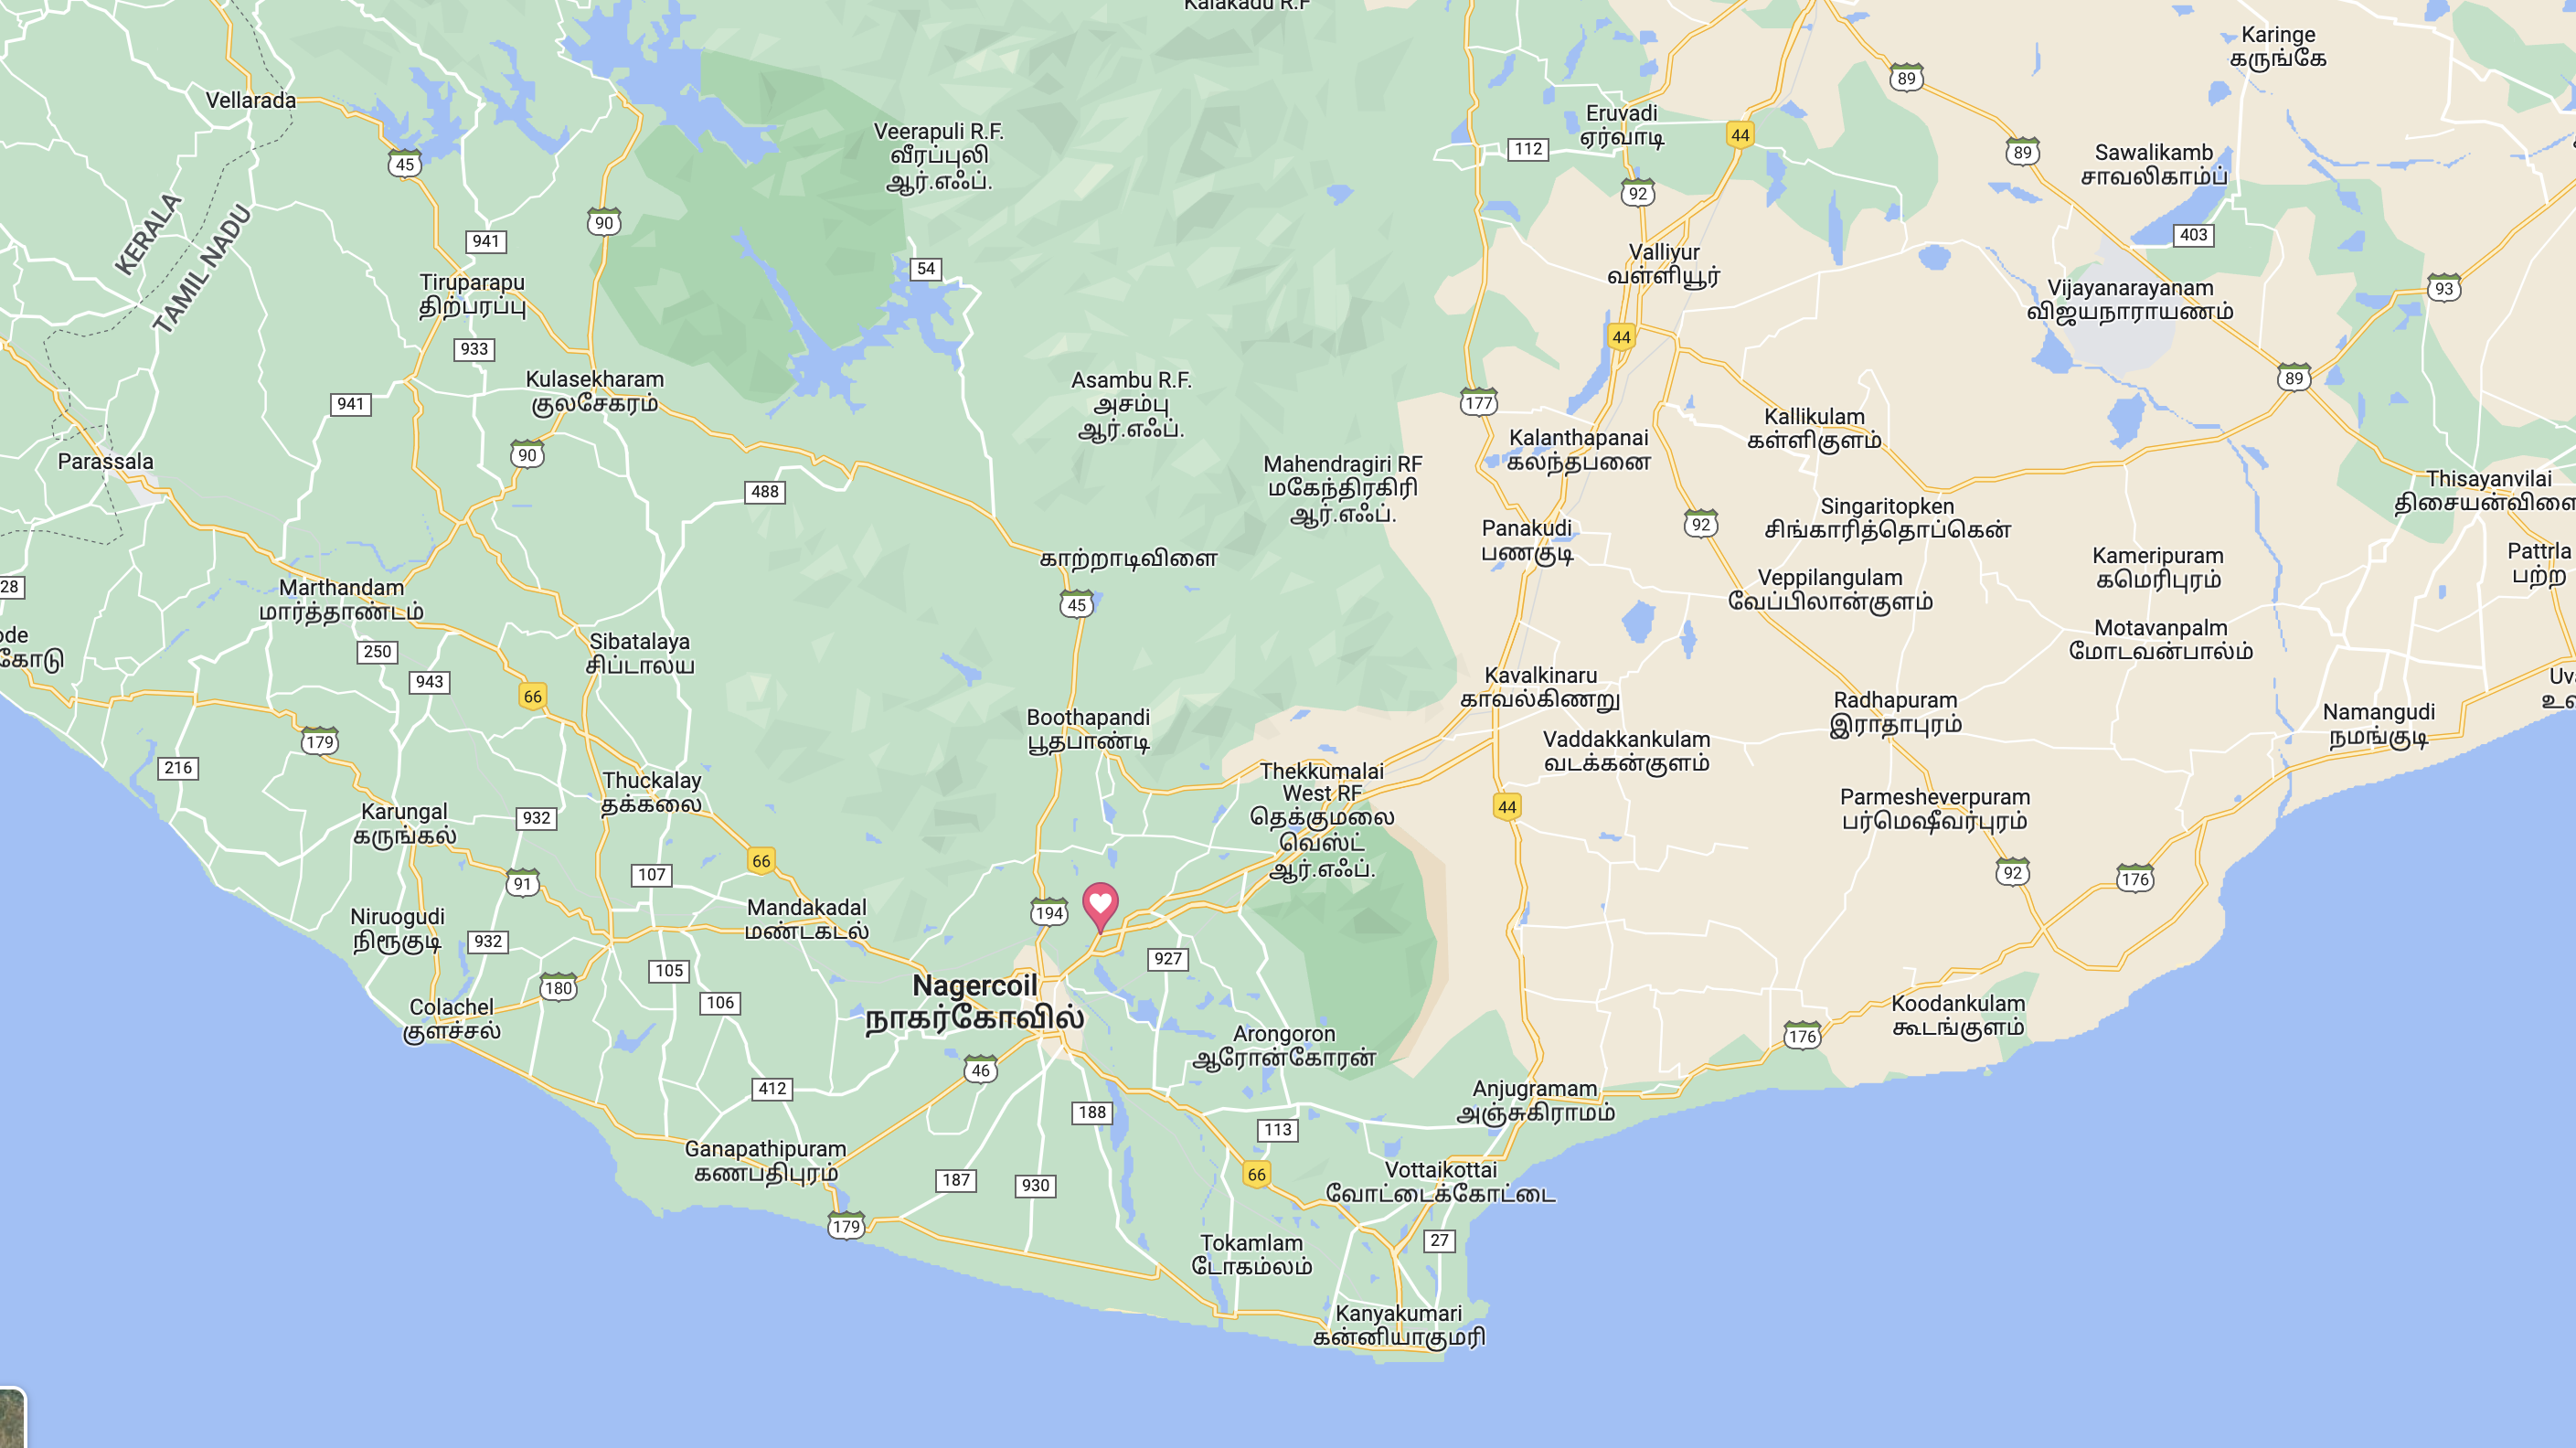 Kalakadu R.F
Karinge
கருங்கே
89
Vellarada
Eruvadi
ஏர்வாடி
44
Veerapuli R.F.
வீரப்புலி
ஆர்.எஃப்.
112
89
Sawalikamb
சாவலிகாம்ப்
45
92
90
KERALA
TAMIL NADU
941
403
54
Valliyur
வள்ளியூர்
Tiruparapu
திற்பரப்பு
93
Vijayanarayanam
விஜயநாராயணம்
933
44
Kulasekharam
குலசேகரம்
Asambu R.F.
அசம்பு
ஆர்.எஃப்.
89
941
177
Kallikulam
கள்ளிகுளம்
Kalanthapanai
கலந்தபனை
90
Parassala
Mahendragiri RF
மகேந்திரகிரி
ஆர்.எஃப்.
488
Thisayanvilai
திசையன்விளை
Singaritopken
சிங்காரித்தொப்கென்
92
Panakudi
பணகுடி
காற்றாடிவிளை
Kameripuram
கமெரிபுரம்
Pattrla
பற்ற
28
Marthandam
மார்த்தாண்டம்
Veppilangulam
வேப்பிலான்குளம்
45
ode
கோடு
250
Sibatalaya
சிப்டாலய
Motavanpalm
மோடவன்பால்ம்
943
66
Kavalkinaru
காவல்கிணறு
Uva
உவ
Radhapuram
இராதாபுரம்
Boothapandi
பூதபாண்டி
Namangudi
நமங்குடி
179
Vaddakkankulam
வடக்கன்குளம்
216
Thuckalay
தக்கலை
Thekkumalai
West RF
தெக்குமலை
வெஸ்ட்
ஆர்.எஃப்.
44
Parmesheverpuram
பர்மெஷீவர்புரம்
Karungal
கருங்கல்
932
66
107
91
92
176
Mandakadal
மண்டகடல்
194
Niruogudi
நிரூகுடி
932
927
105
180
Nagercoil
நாகர்கோவில்
106
Colachel
குளச்சல்
Koodankulam
கூடங்குளம்
176
Arongoron
ஆரோன்கோரன்
46
412
Anjugramam
அஞ்சுகிராமம்
188
113
Ganapathipuram
கணபதிபுரம்
66
187
930
Vottaikottai
வோட்டைக்கோட்டை
179
27
Tokamlam
டோகம்லம்
Kanyakumari
கன்னியாகுமரி